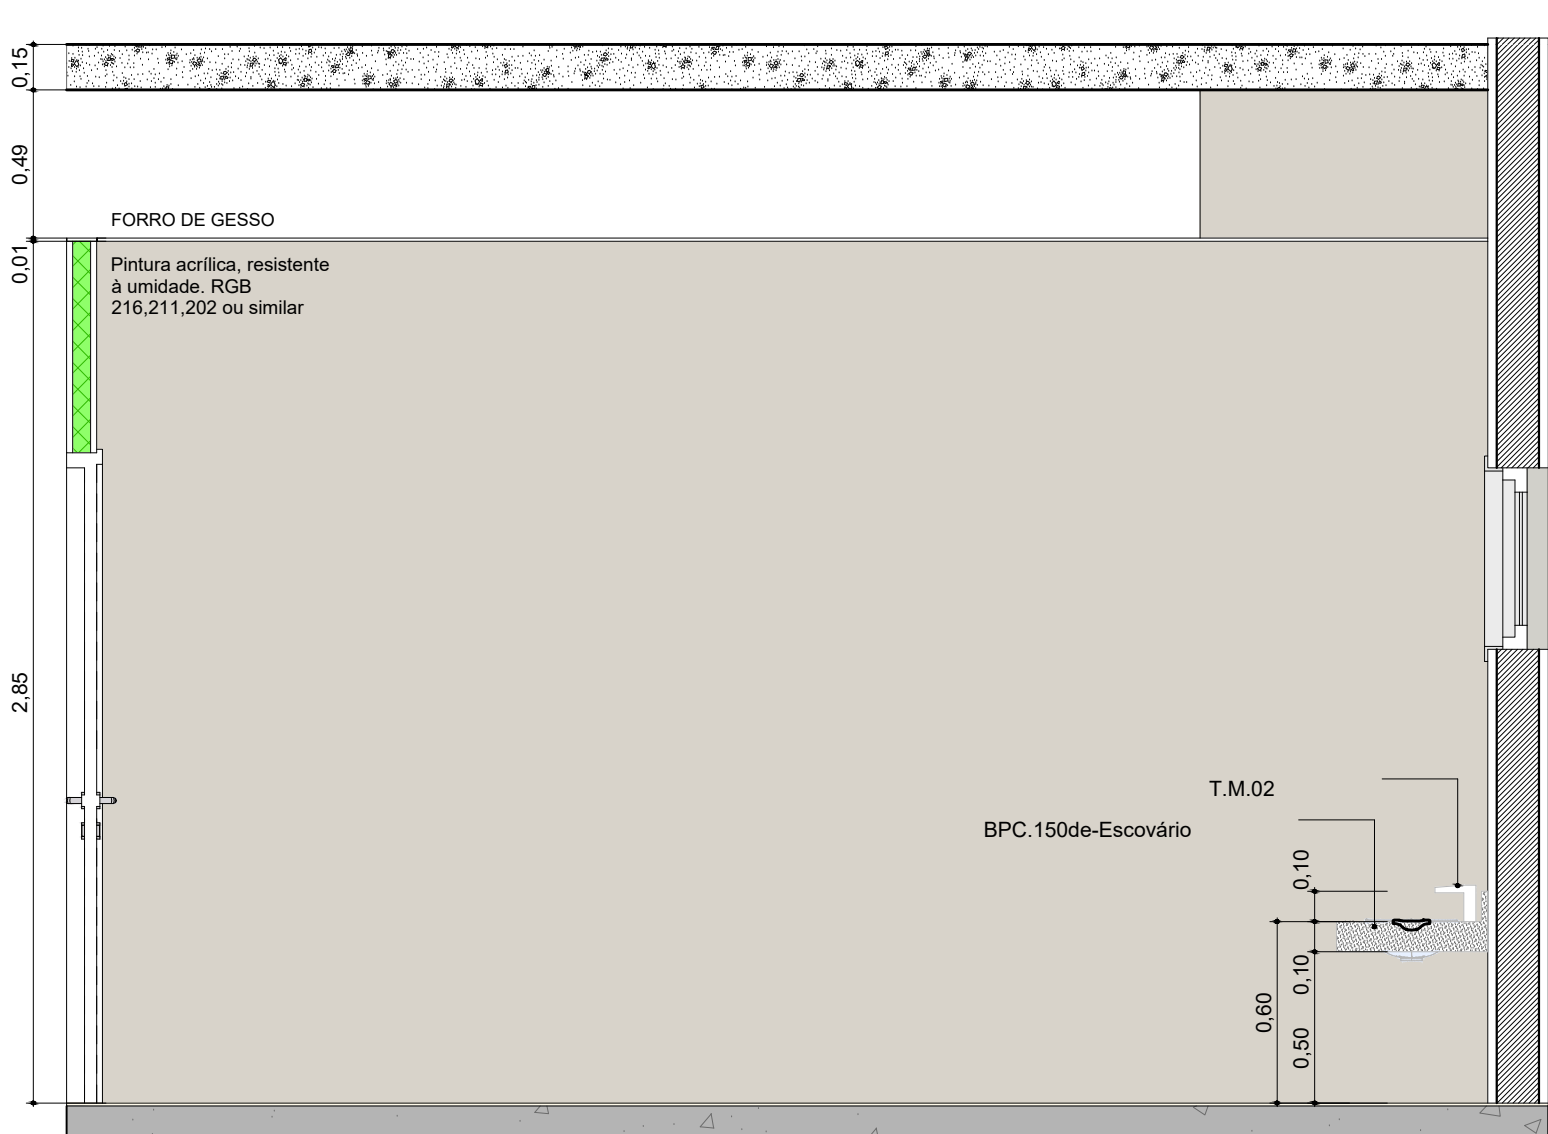 0,15
0,49
FORRO DE GESSO
0,01
Pintura acrílica, resistente
à umidade. RGB
216,211,202 ou similar
2,85
T.M.02
BPC.150de-Escovário
0,10
0,10
0,60
0,50